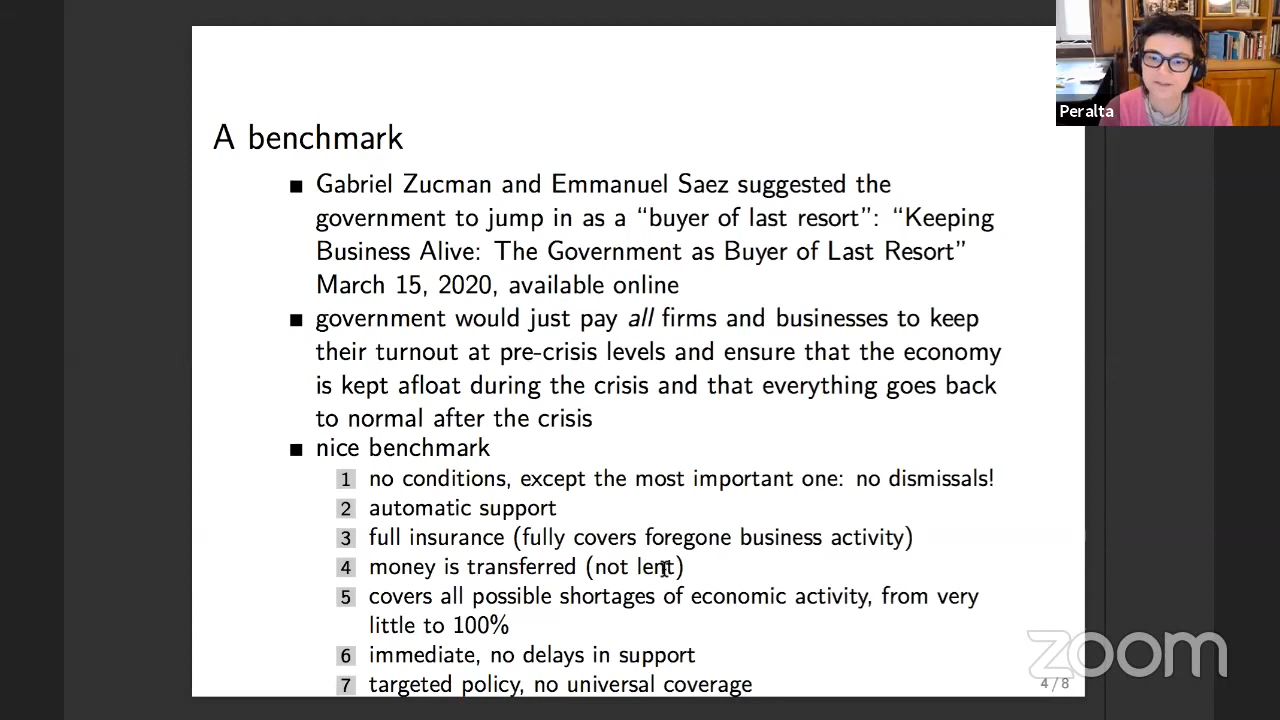 Peralta
A benchmark
■ Gabriel Zucman and Emmanuel Saez suggested the
government to jump in as a “buyer of last resort”: “Keeping
Business Alive: The Government as Buyer of Last Resort”
March 15, 2020, available online
■ government would just pay all firms and businesses to keep
their turnout at pre-crisis levels and ensure that the economy
is kept afloat during the crisis and that everything goes back
to normal after the crisis
■ nice benchmark
1 no conditions, except the most important one: no dismissals!
2 automatic support
3 full insurance (fully covers foregone business activity)
4 money is transferred (not lent)
5 covers all possible shortages of economic activity, from very
little to 100%
6 immediate, no delays in support
7 targeted policy, no universal coverage
zoom
4 / 8